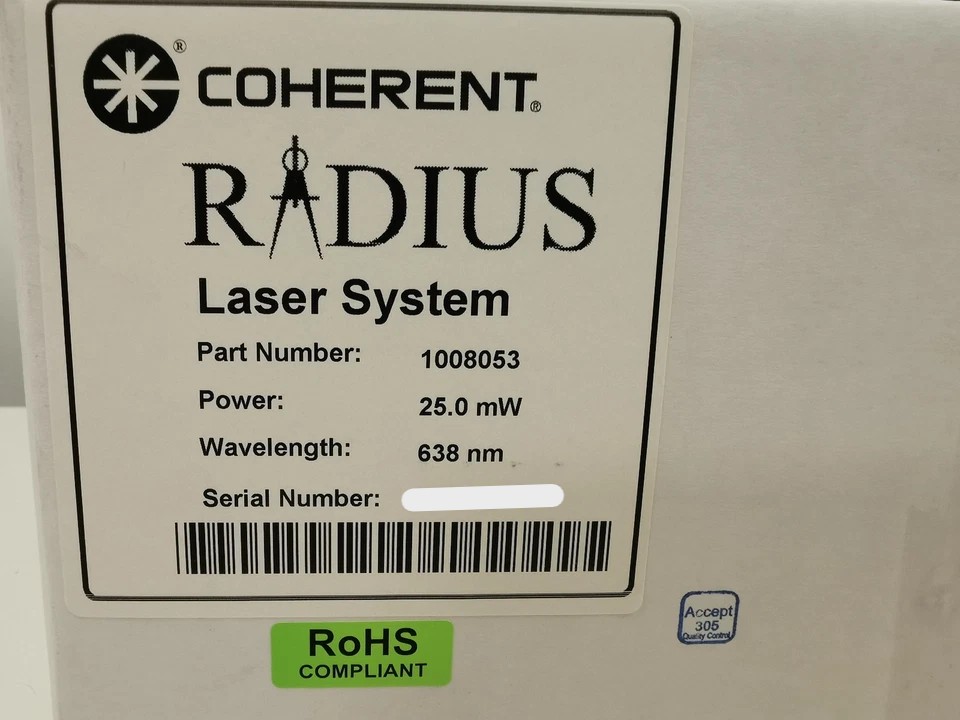 COHERENT®
RADIUS
Laser System
Part Number: 1008053
Power: 25.0 mW
Wavelength: 638 nm
Serial Number:
RoHS
COMPLIANT
Accept
305
Quality Control